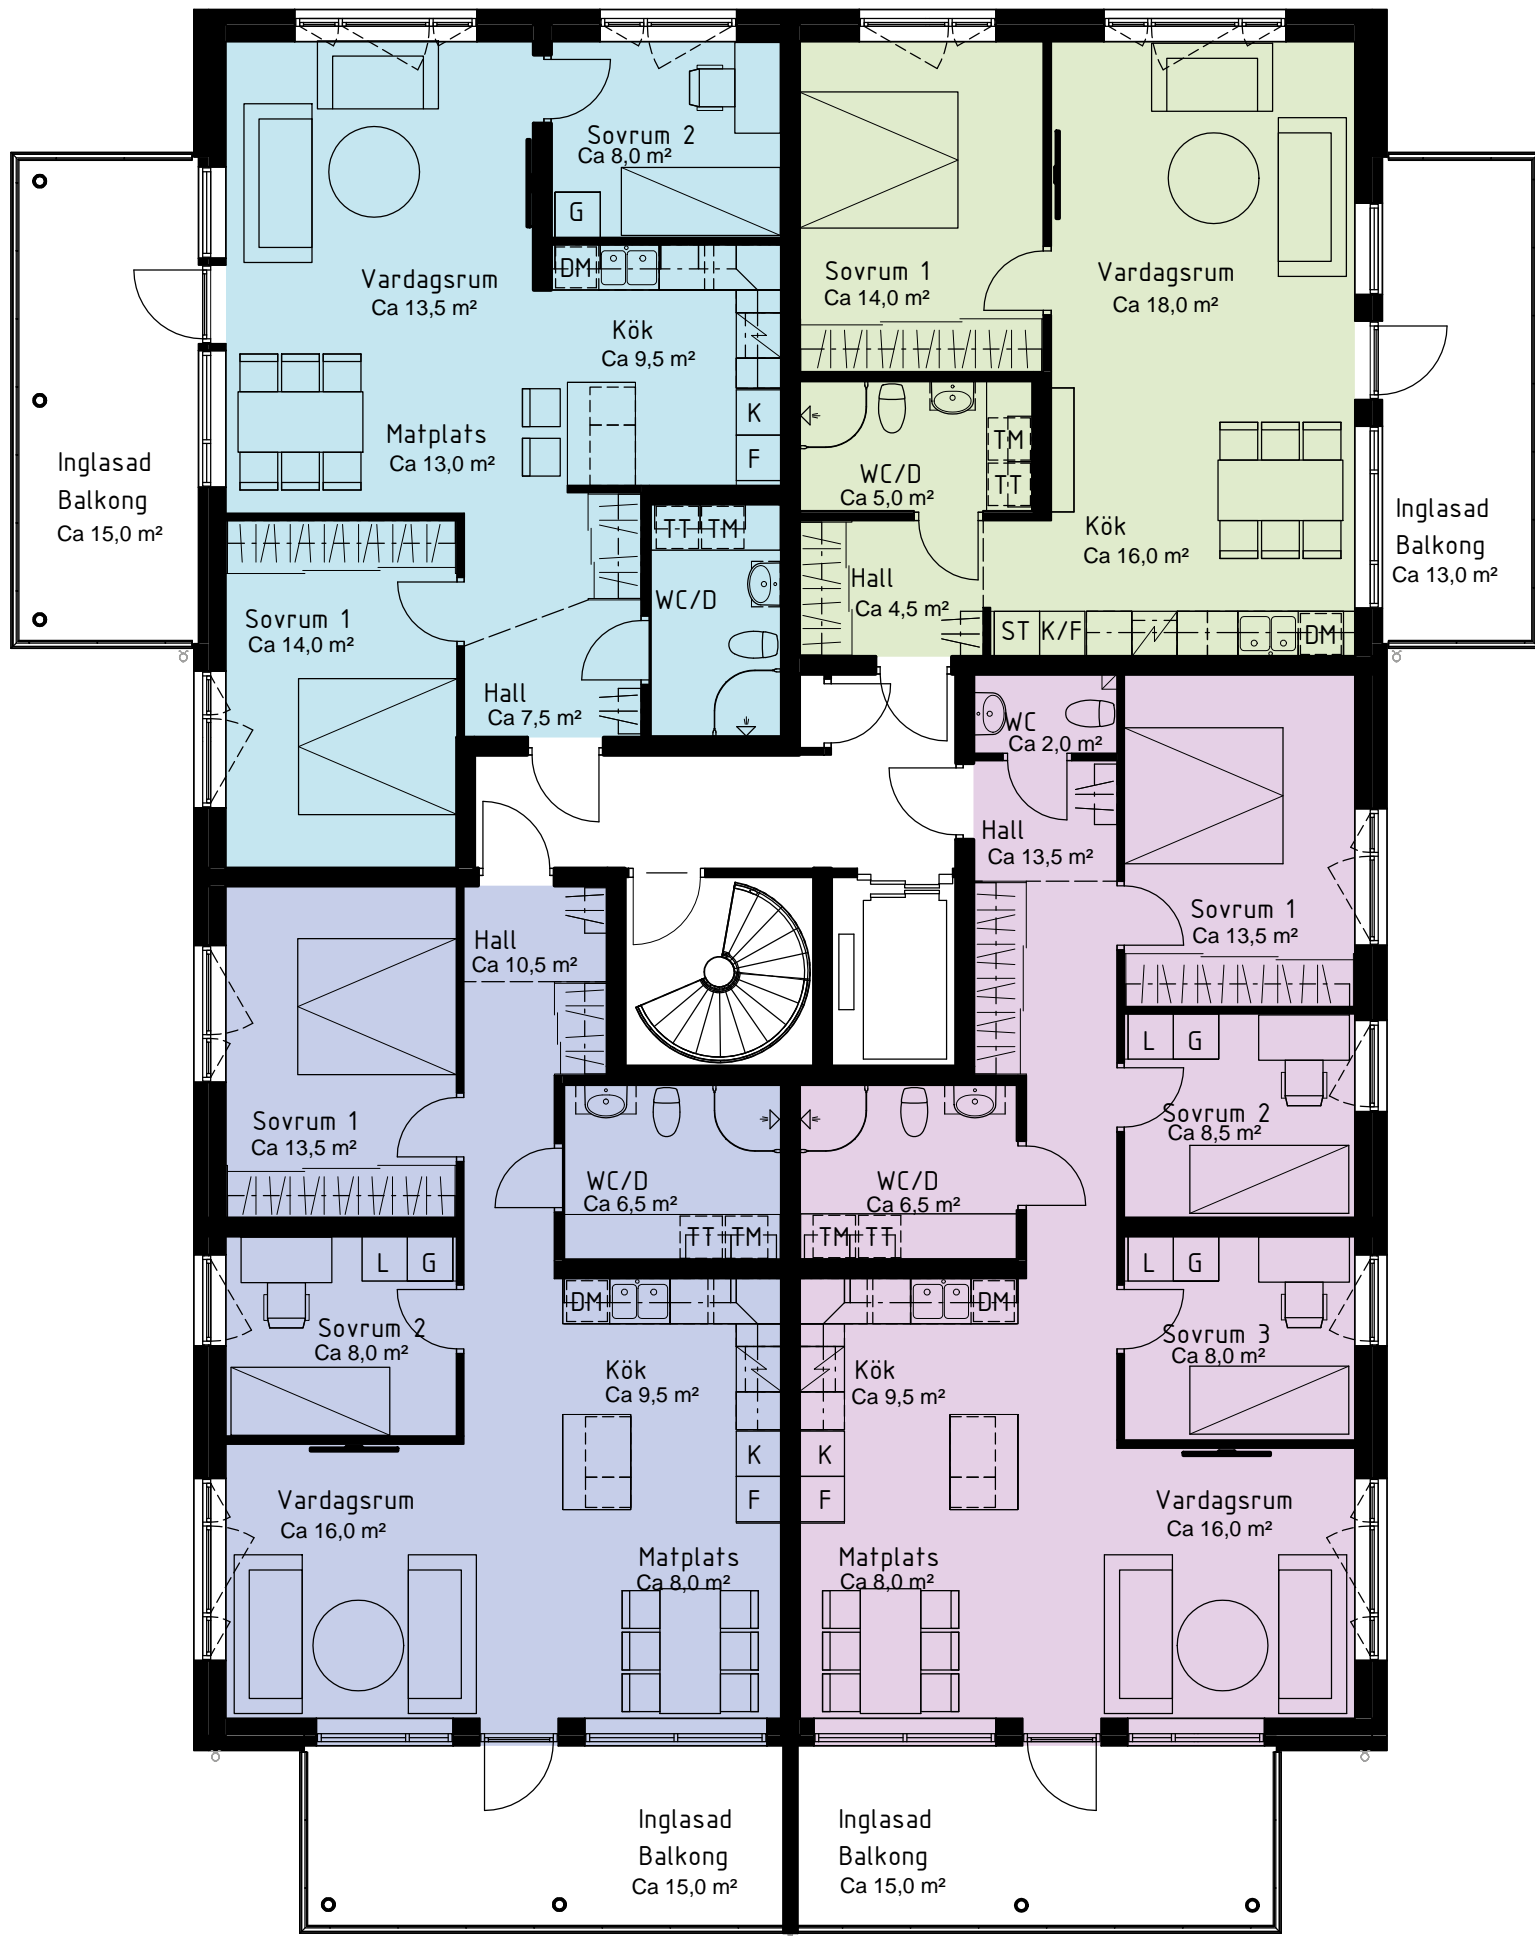 Sovrum 2
Ca 8,0 m²
G
DM
Vardagsrum
Ca 13,5 m²
Kök
Ca 9,5 m²
K
F
Matplats
Ca 13,0 m²
Inglasad
Balkong
Ca 15,0 m²
TT
TM
WC/D
Sovrum 1
Ca 14,0 m²
Hall
Ca 7,5 m²
Sovrum 1
Ca 14,0 m²
Vardagsrum
Ca 18,0 m²
TM
TT
WC/D
Ca 5,0 m²
Kök
Ca 16,0 m²
Inglasad
Balkong
Ca 13,0 m²
Hall
Ca 4,5 m²
ST
K/F
DM
WC
Ca 2,0 m²
Hall
Ca 13,5 m²
Sovrum 1
Ca 13,5 m²
L
G
Sovrum 2
Ca 8,5 m²
WC/D
Ca 6,5 m²
TM
TT
L
G
Sovrum 3
Ca 8,0 m²
DM
Kök
Ca 9,5 m²
K
F
Vardagsrum
Ca 16,0 m²
Matplats
Ca 8,0 m²
Inglasad
Balkong
Ca 15,0 m²
Hall
Ca 10,5 m²
Sovrum 1
Ca 13,5 m²
WC/D
Ca 6,5 m²
TT
TM
L
G
Sovrum 2
Ca 8,0 m²
DM
Kök
Ca 9,5 m²
K
F
Vardagsrum
Ca 16,0 m²
Matplats
Ca 8,0 m²
Inglasad
Balkong
Ca 15,0 m²